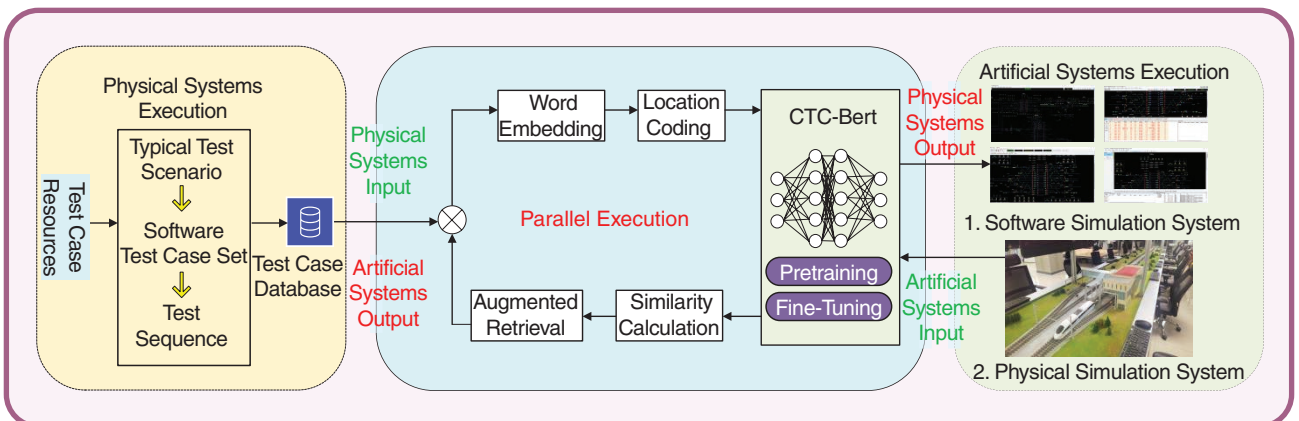 Physical Systems
Execution
Test Case
Resources
Typical Test
Scenario
Software
Test Case Set
Test
Sequence
Test Case
Database
Physical
Systems
Input
Artificial
Systems
Output
Word
Embedding
Location
Coding
Parallel Execution
Augmented
Retrieval
Similarity
Calculation
CTC-Bert
Pretraining
Fine-Tuning
Physical
Systems
Output
Artificial
Systems
Input
Artificial Systems Execution
1. Software Simulation System
2. Physical Simulation System